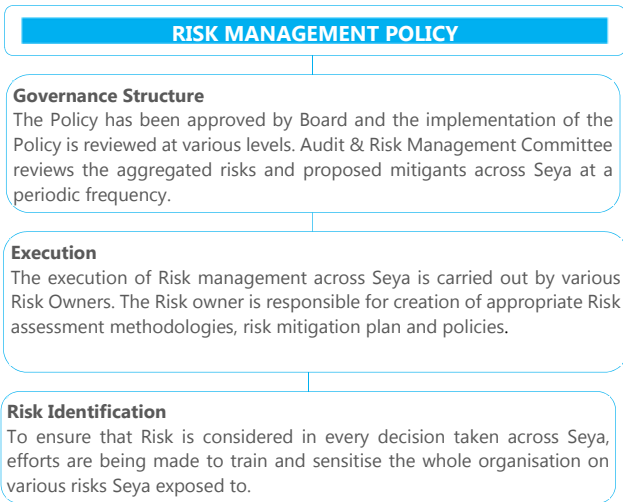 RISK MANAGEMENT POLICY
Governance Structure
The Policy has been approved by Board and the implementation of the
Policy is reviewed at various levels. Audit & Risk Management Committee
reviews the aggregated risks and proposed mitigants across Seya at a
periodic frequency.
Execution
The execution of Risk management across Seya is carried out by various
Risk Owners. The Risk owner is responsible for creation of appropriate Risk
assessment methodologies, risk mitigation plan and policies.
Risk Identification
To ensure that Risk is considered in every decision taken across Seya,
efforts are being made to train and sensitise the whole organisation on
various risks Seya exposed to.